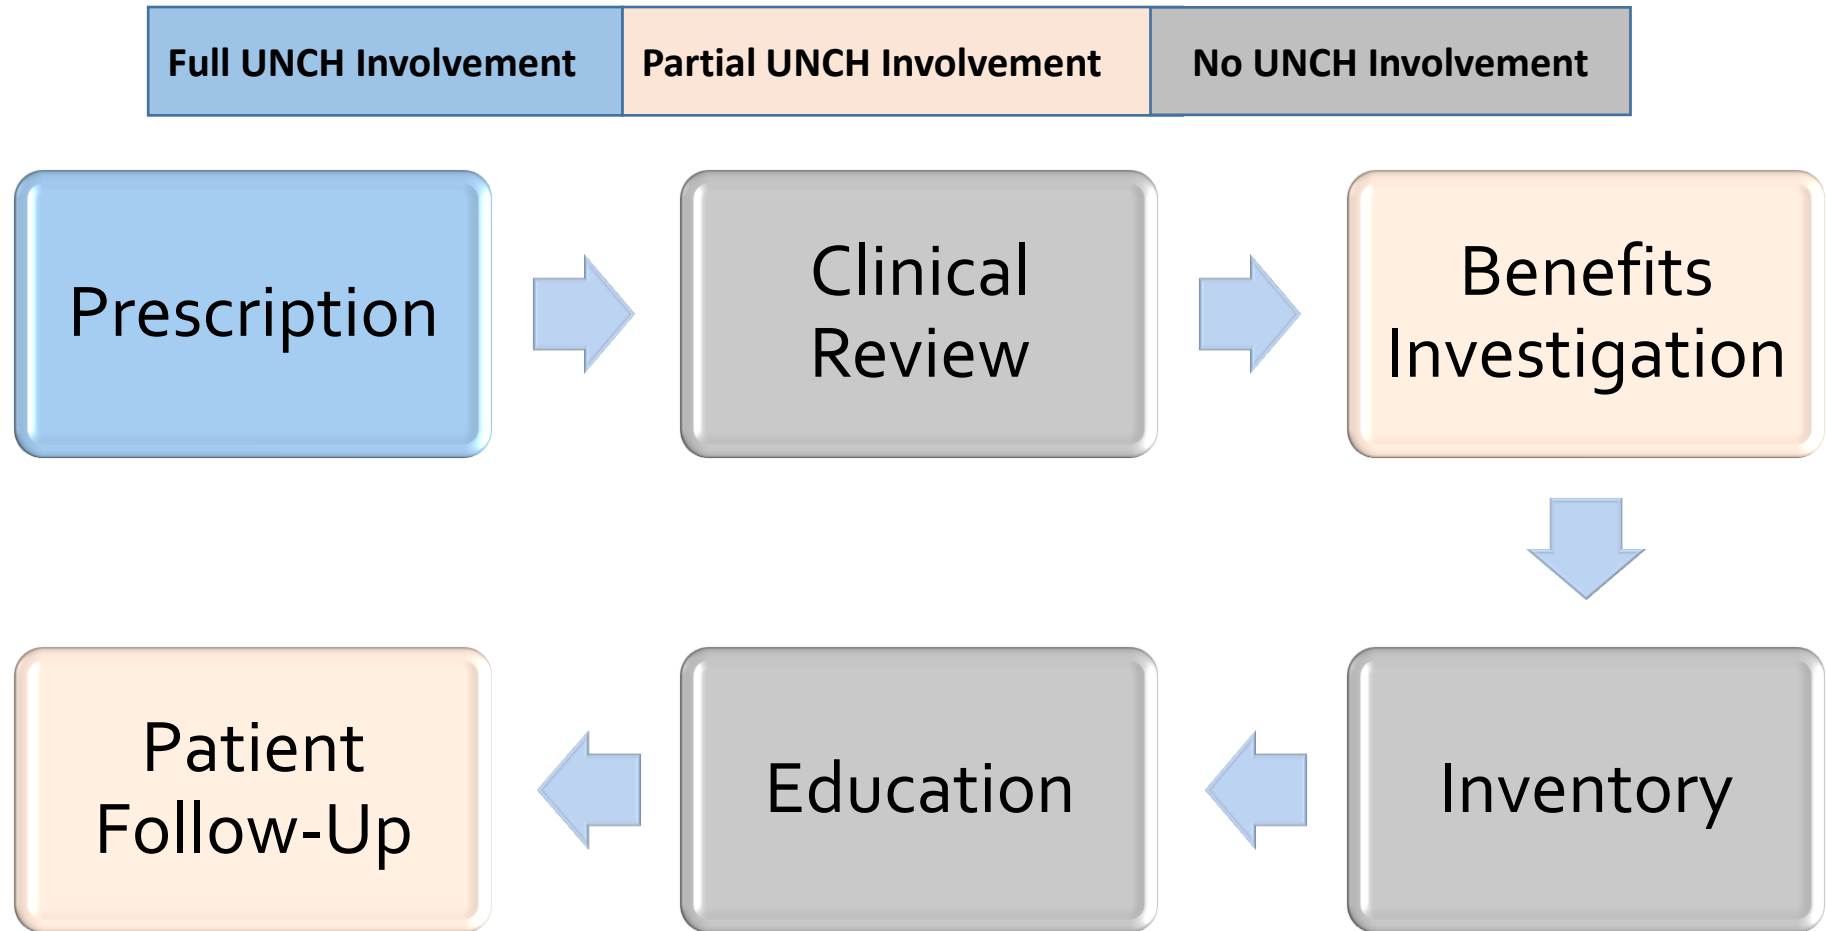 Full UNCH Involvement
Partial UNCH Involvement
No UNCH Involvement
Prescription
Clinical
Review
Benefits
Investigation
Inventory
Education
Patient
Follow-Up